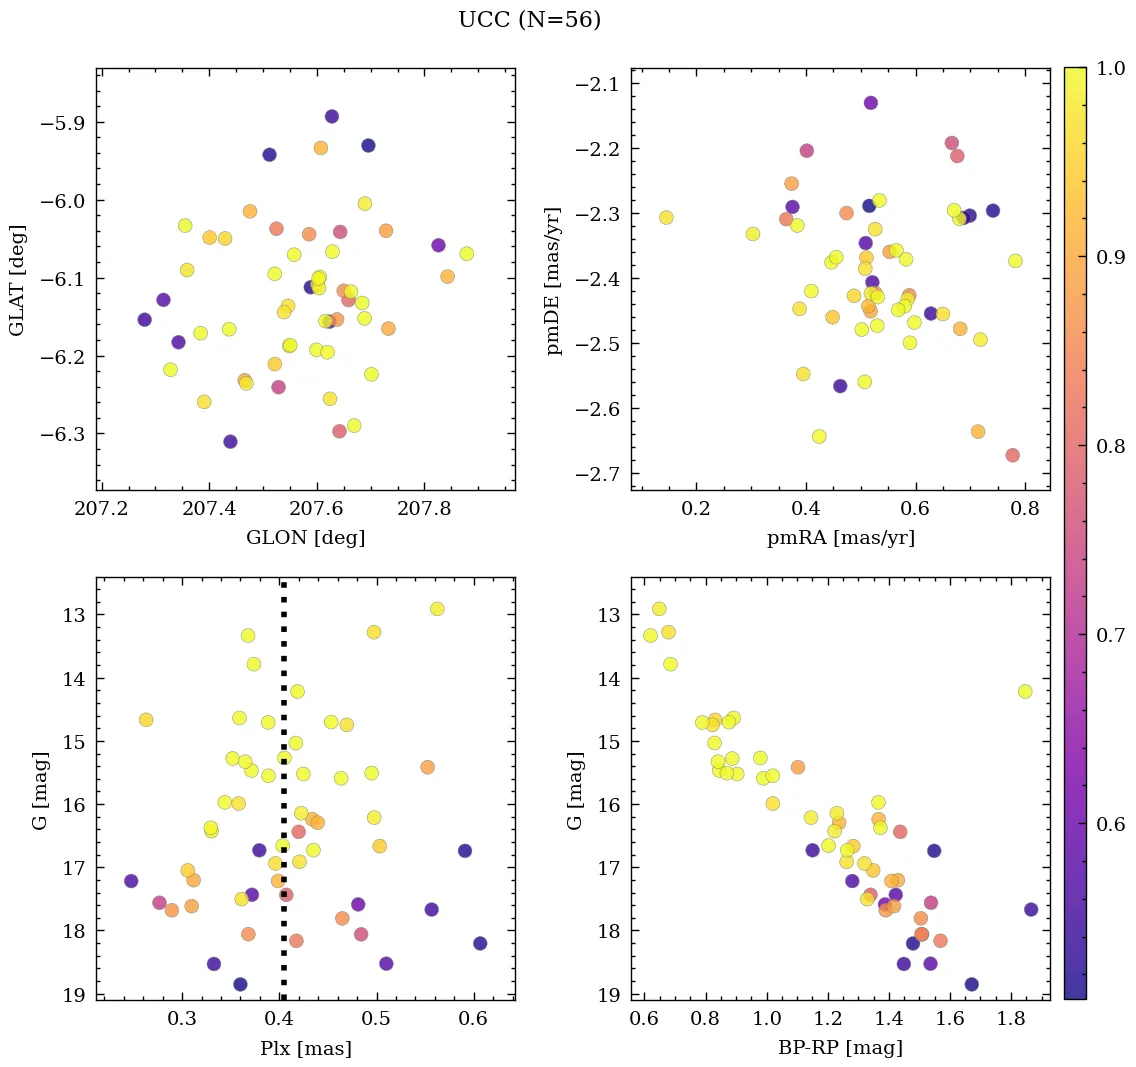 UCC (N=56)
−5.9
−6.0
−6.1
−6.2
−6.3
GLAT [deg]
207.2 207.4 207.6 207.8
GLON [deg]
−2.1
−2.2
−2.3
−2.4
−2.5
−2.6
−2.7
pmDE [mas/yr]
0.2 0.4 0.6 0.8
pmRA [mas/yr]
1.0
0.9
0.8
0.7
0.6
13
14
15
16
17
18
19
G [mag]
0.3 0.4 0.5 0.6
Plx [mas]
13
14
15
16
17
18
19
G [mag]
0.6 0.8 1.0 1.2 1.4 1.6 1.8
BP-RP [mag]